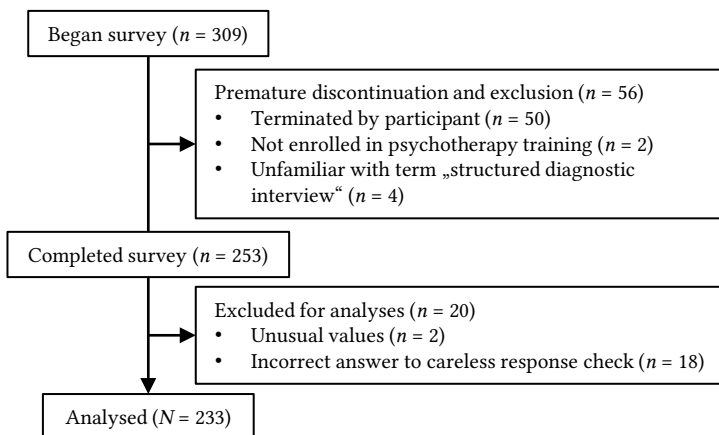 Began survey (n = 309)
Premature discontinuation and exclusion (n = 56)
• Terminated by participant (n = 50)
• Not enrolled in psychotherapy training (n = 2)
• Unfamiliar with term „structured diagnostic
interview“ (n = 4)
Completed survey (n = 253)
Excluded for analyses (n = 20)
• Unusual values (n = 2)
• Incorrect answer to careless response check (n = 18)
Analysed (N = 233)